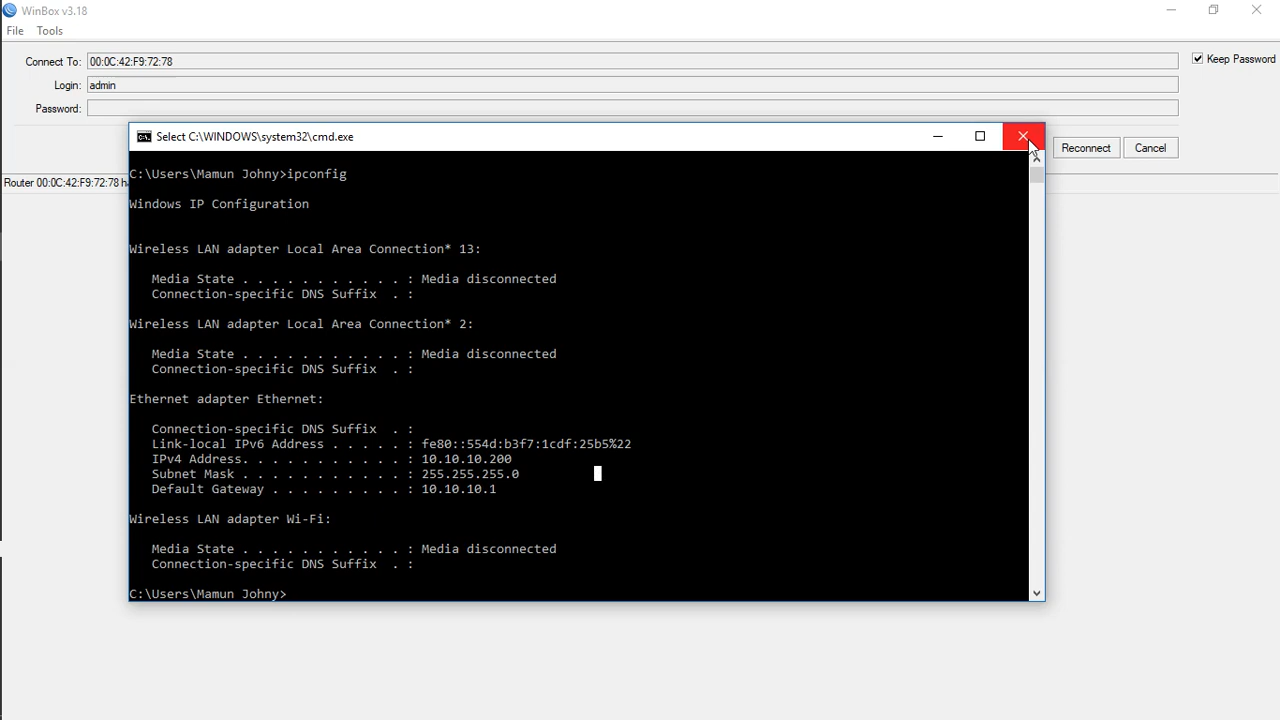 WinBox v3.18
File Tools
Connect To: 00:0C:42:F9:72:78
Keep Password
Login: admin
Password:
Select C:\WINDOWS\system32\cmd.exe
Reconnect Cancel
Router 00:0C:42:F9:72:78
C:\Users\Mamun Johny>ipconfig
Windows IP Configuration
Wireless LAN adapter Local Area Connection* 13:
Media State . . . . . . . . . . . : Media disconnected
Connection-specific DNS Suffix . :
Wireless LAN adapter Local Area Connection* 2:
Media State . . . . . . . . . . . : Media disconnected
Connection-specific DNS Suffix . :
Ethernet adapter Ethernet:
Connection-specific DNS Suffix . :
Link-local IPv6 Address . . . . . : fe80::554d:b3f7:1cdf:25b5%22
IPv4 Address. . . . . . . . . . . : 10.10.10.200
Subnet Mask . . . . . . . . . . . : 255.255.255.0
Default Gateway . . . . . . . . . : 10.10.10.1
Wireless LAN adapter Wi-Fi:
Media State . . . . . . . . . . . : Media disconnected
Connection-specific DNS Suffix . :
C:\Users\Mamun Johny>